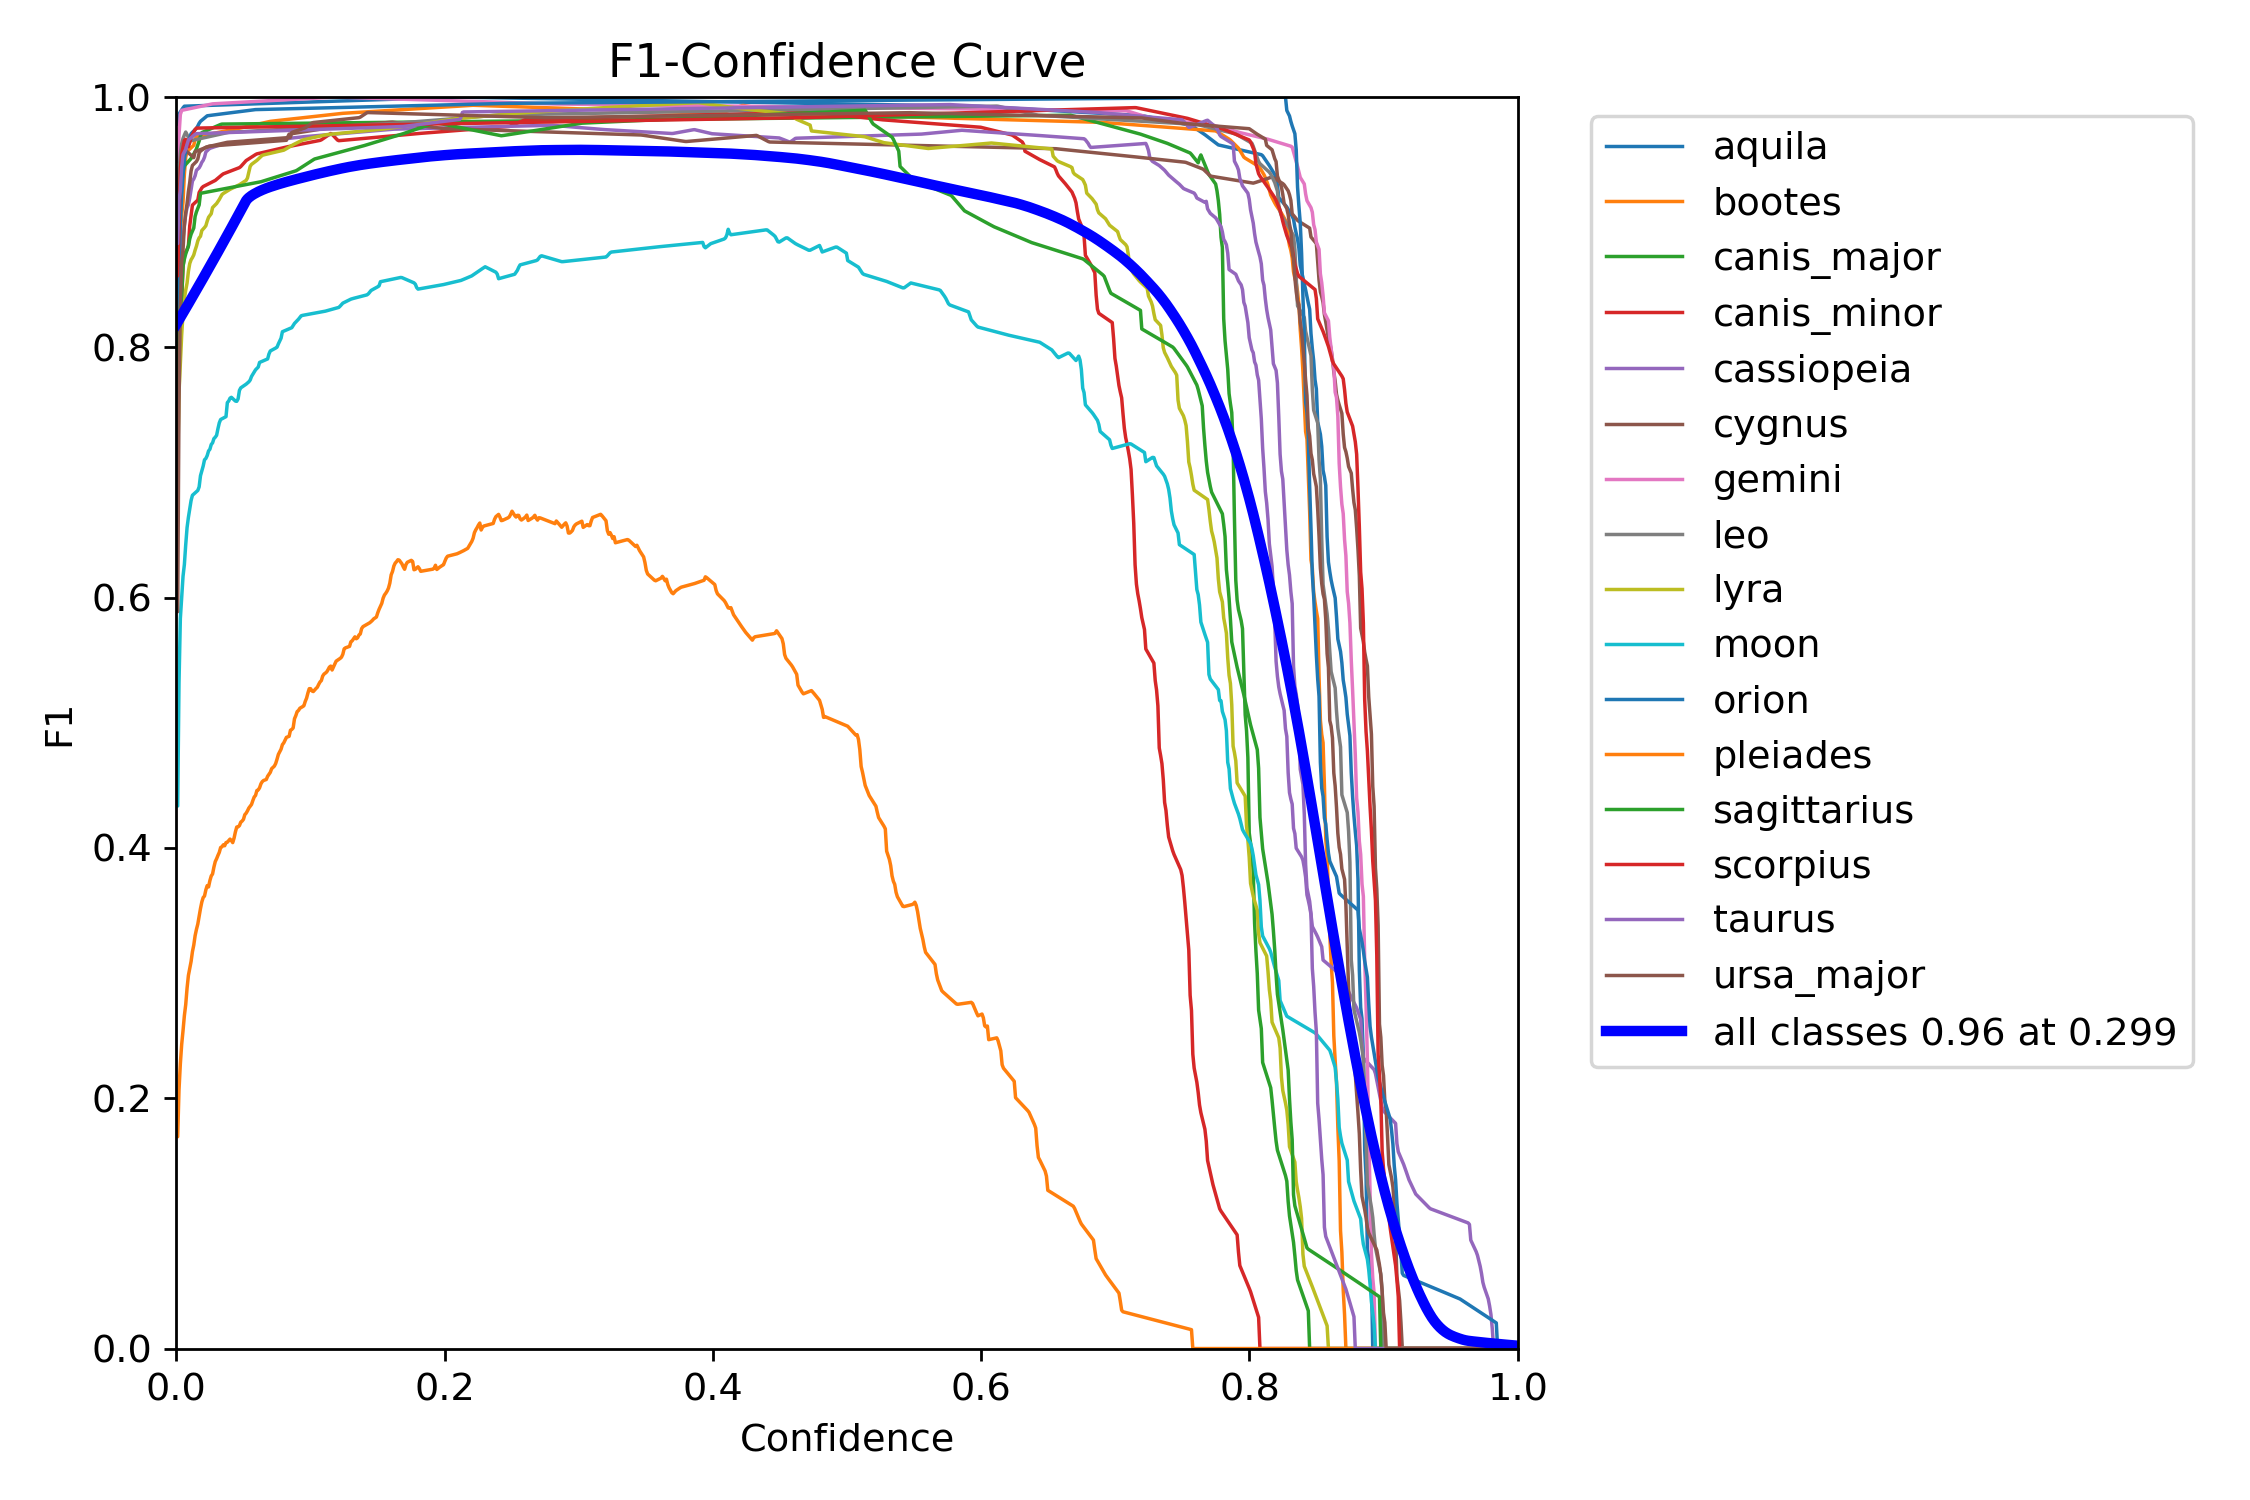 F1-Confidence Curve
1.0
0.8
0.6
0.4
0.2
0.0
F1
0.0 0.2 0.4 0.6 0.8 1.0
Confidence
aquila
bootes
canis_major
canis_minor
cassiopeia
cygnus
gemini
leo
lyra
moon
orion
pleiades
sagittarius
scorpius
taurus
ursa_major
all classes 0.96 at 0.299